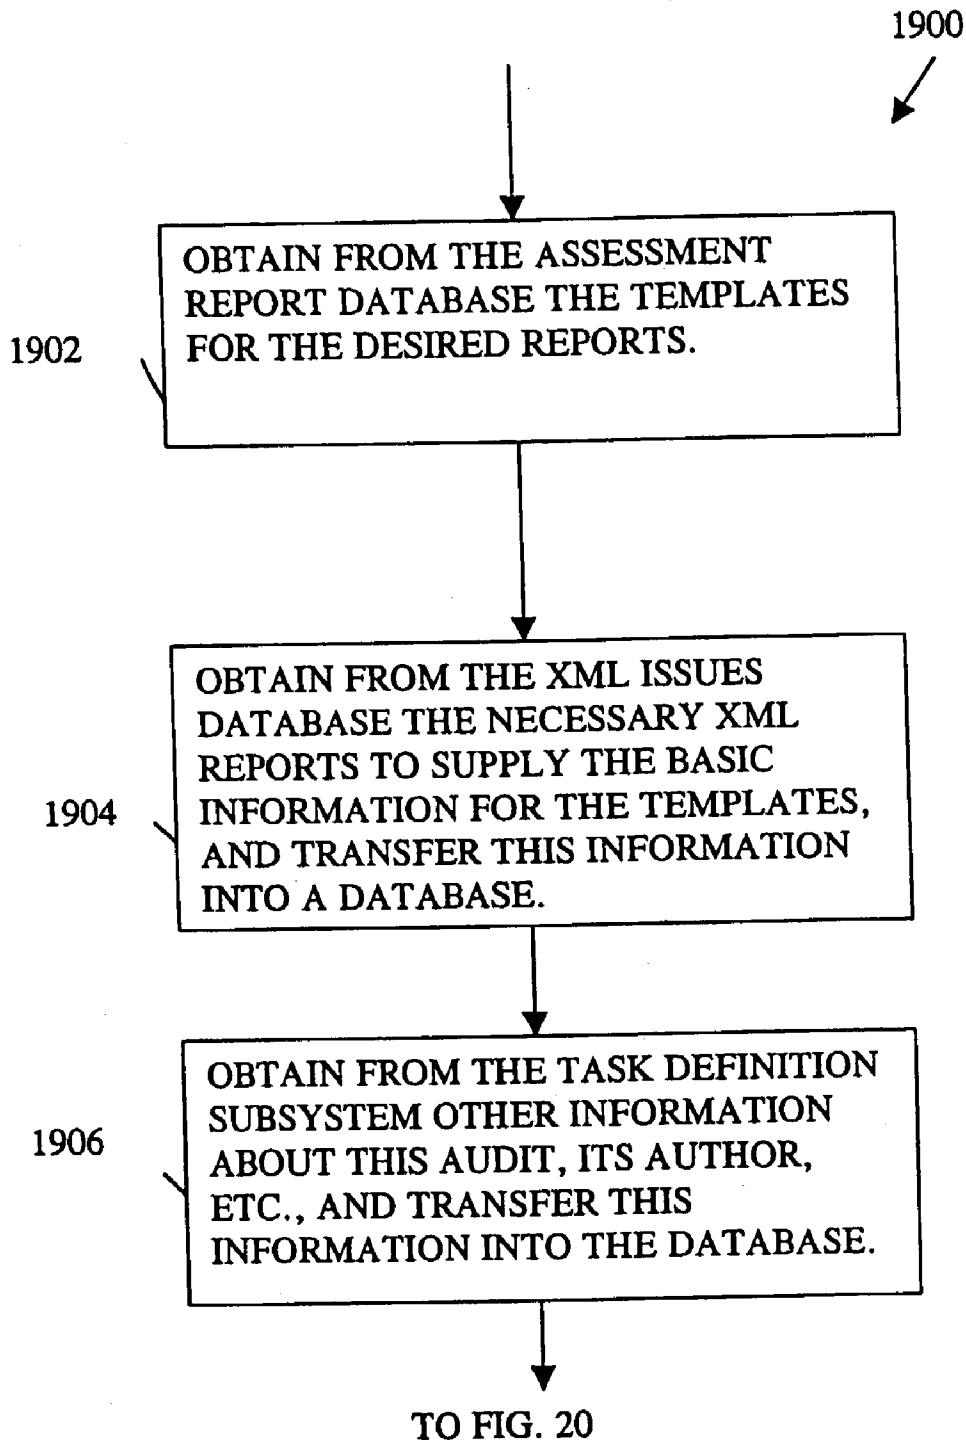 1900
OBTAIN FROM THE ASSESSMENT
REPORT DATABASE THE TEMPLATES
FOR THE DESIRED REPORTS.
1902
OBTAIN FROM THE XML ISSUES
DATABASE THE NECESSARY XML
REPORTS TO SUPPLY THE BASIC
INFORMATION FOR THE TEMPLATES,
AND TRANSFER THIS INFORMATION
INTO A DATABASE.
1904
OBTAIN FROM THE TASK DEFINITION
SUBSYSTEM OTHER INFORMATION
ABOUT THIS AUDIT, ITS AUTHOR,
ETC., AND TRANSFER THIS
INFORMATION INTO THE DATABASE.
1906
TO FIG. 20